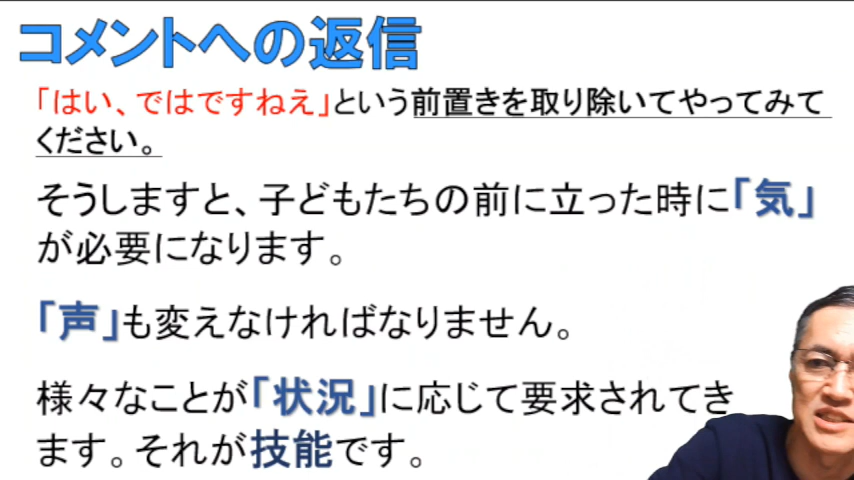 コメントへの返信
「はい、ではですねえ」という前置きを取り除いてやってみて
ください。
そうしますと、子どもたちの前に立った時に「気」
が必要になります。
「声」も変えなければなりません。
様々なことが「状況」に応じて要求されてき
ます。それが技能です。